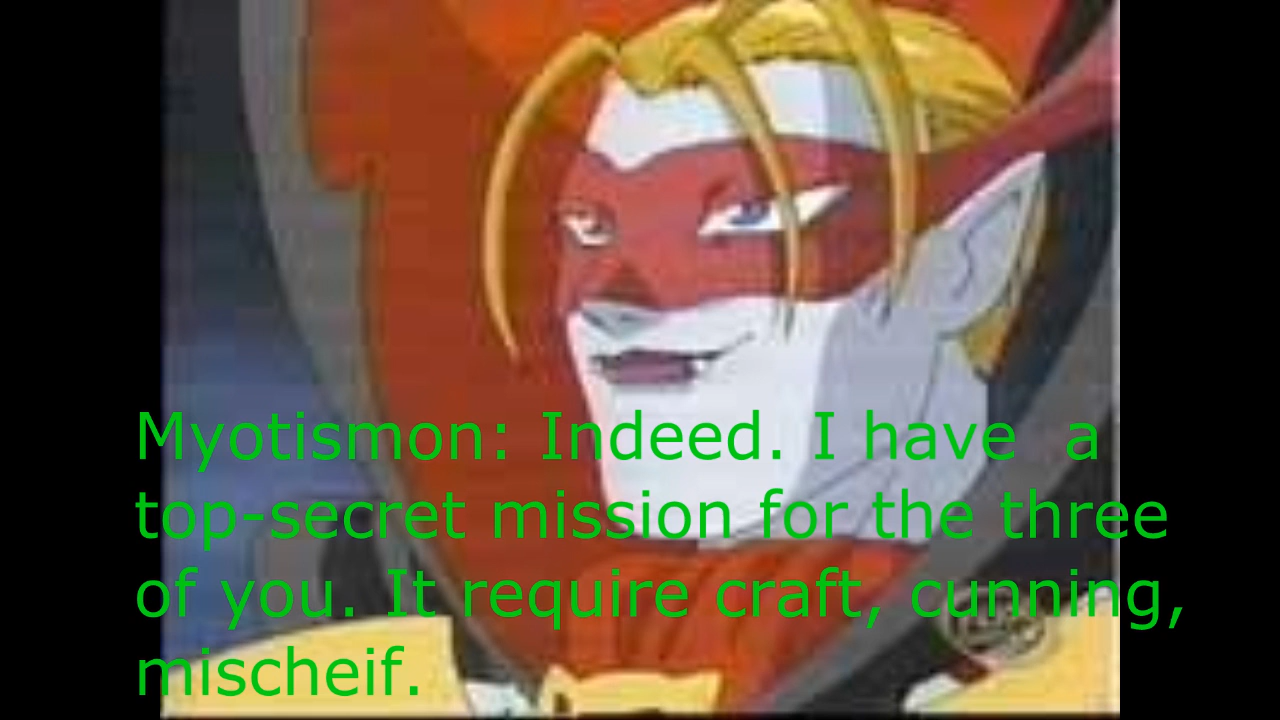 Myotismon: Indeed. I have  a
top-secret mission for the three
of you. It require craft, cunning,
mischeif.